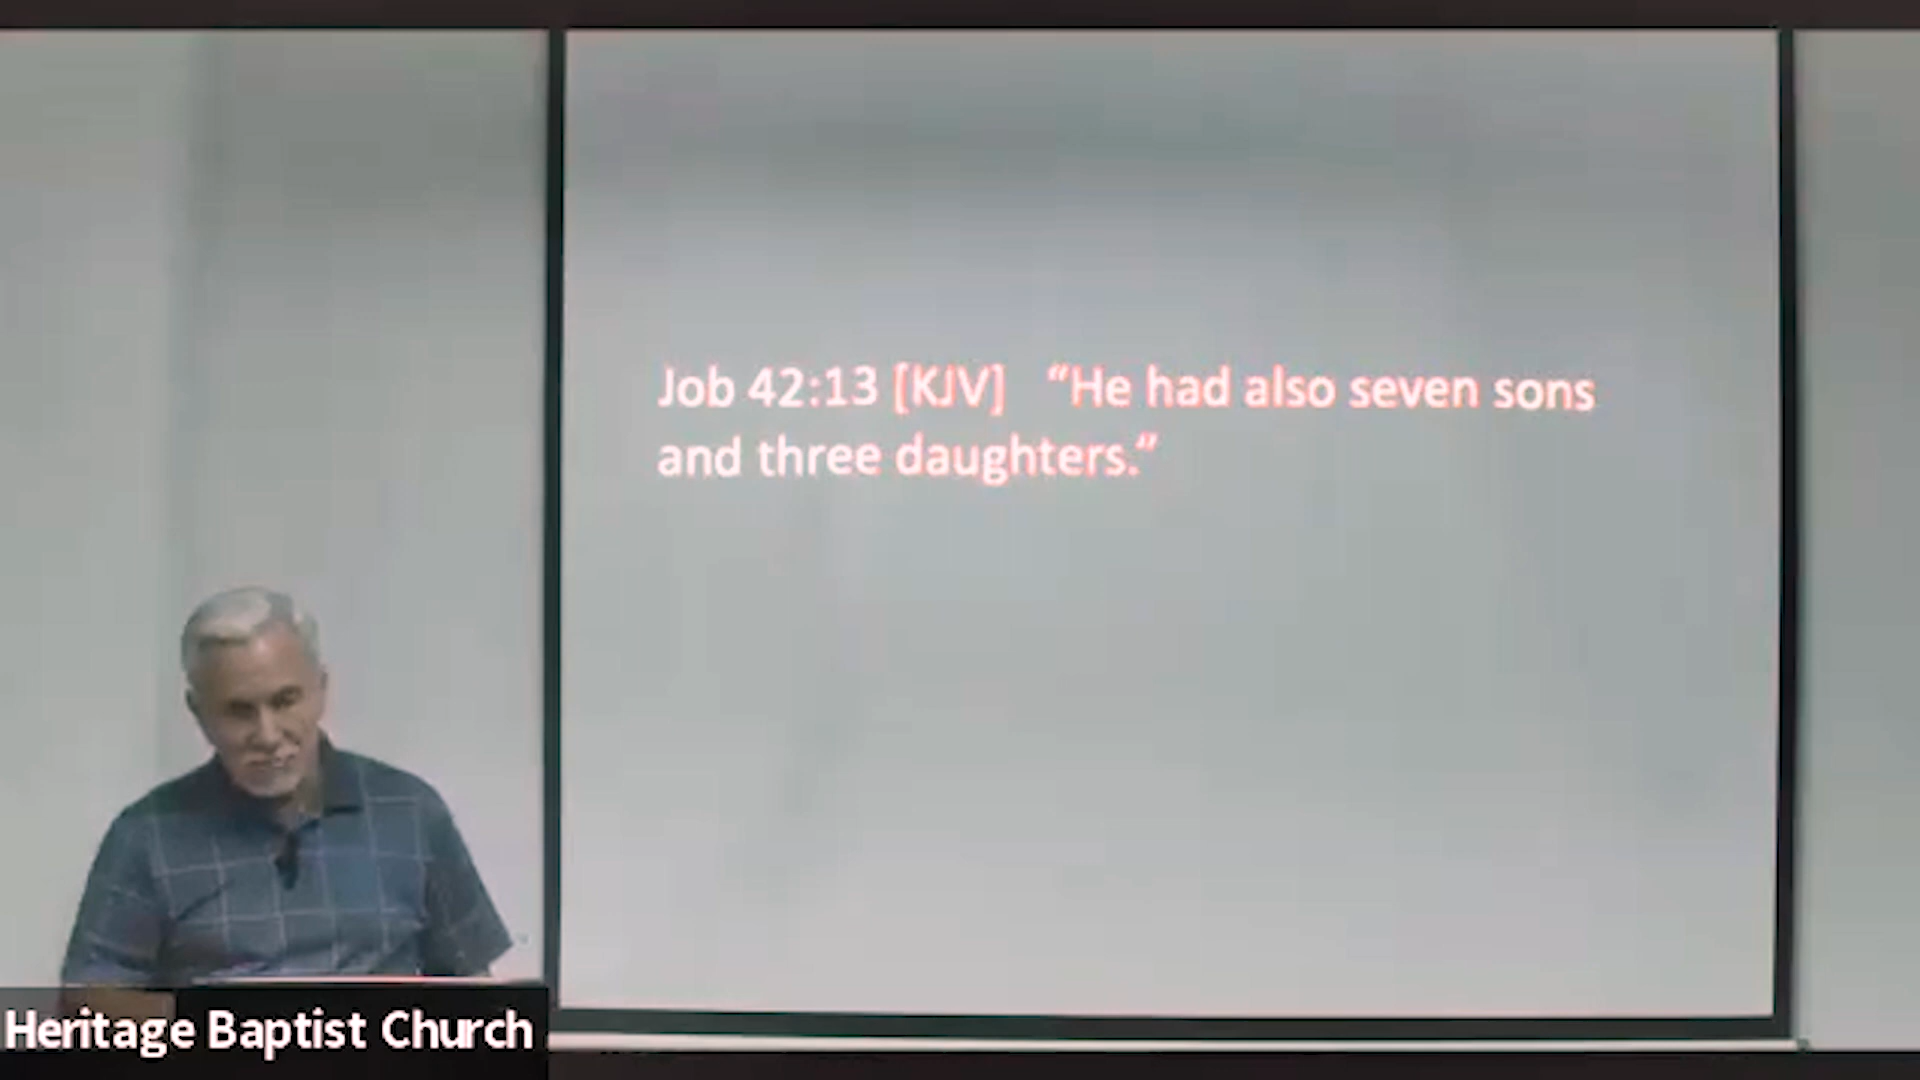 Job 42:13 [KJV] “He had also seven sons
and three daughters.”
Heritage Baptist Church